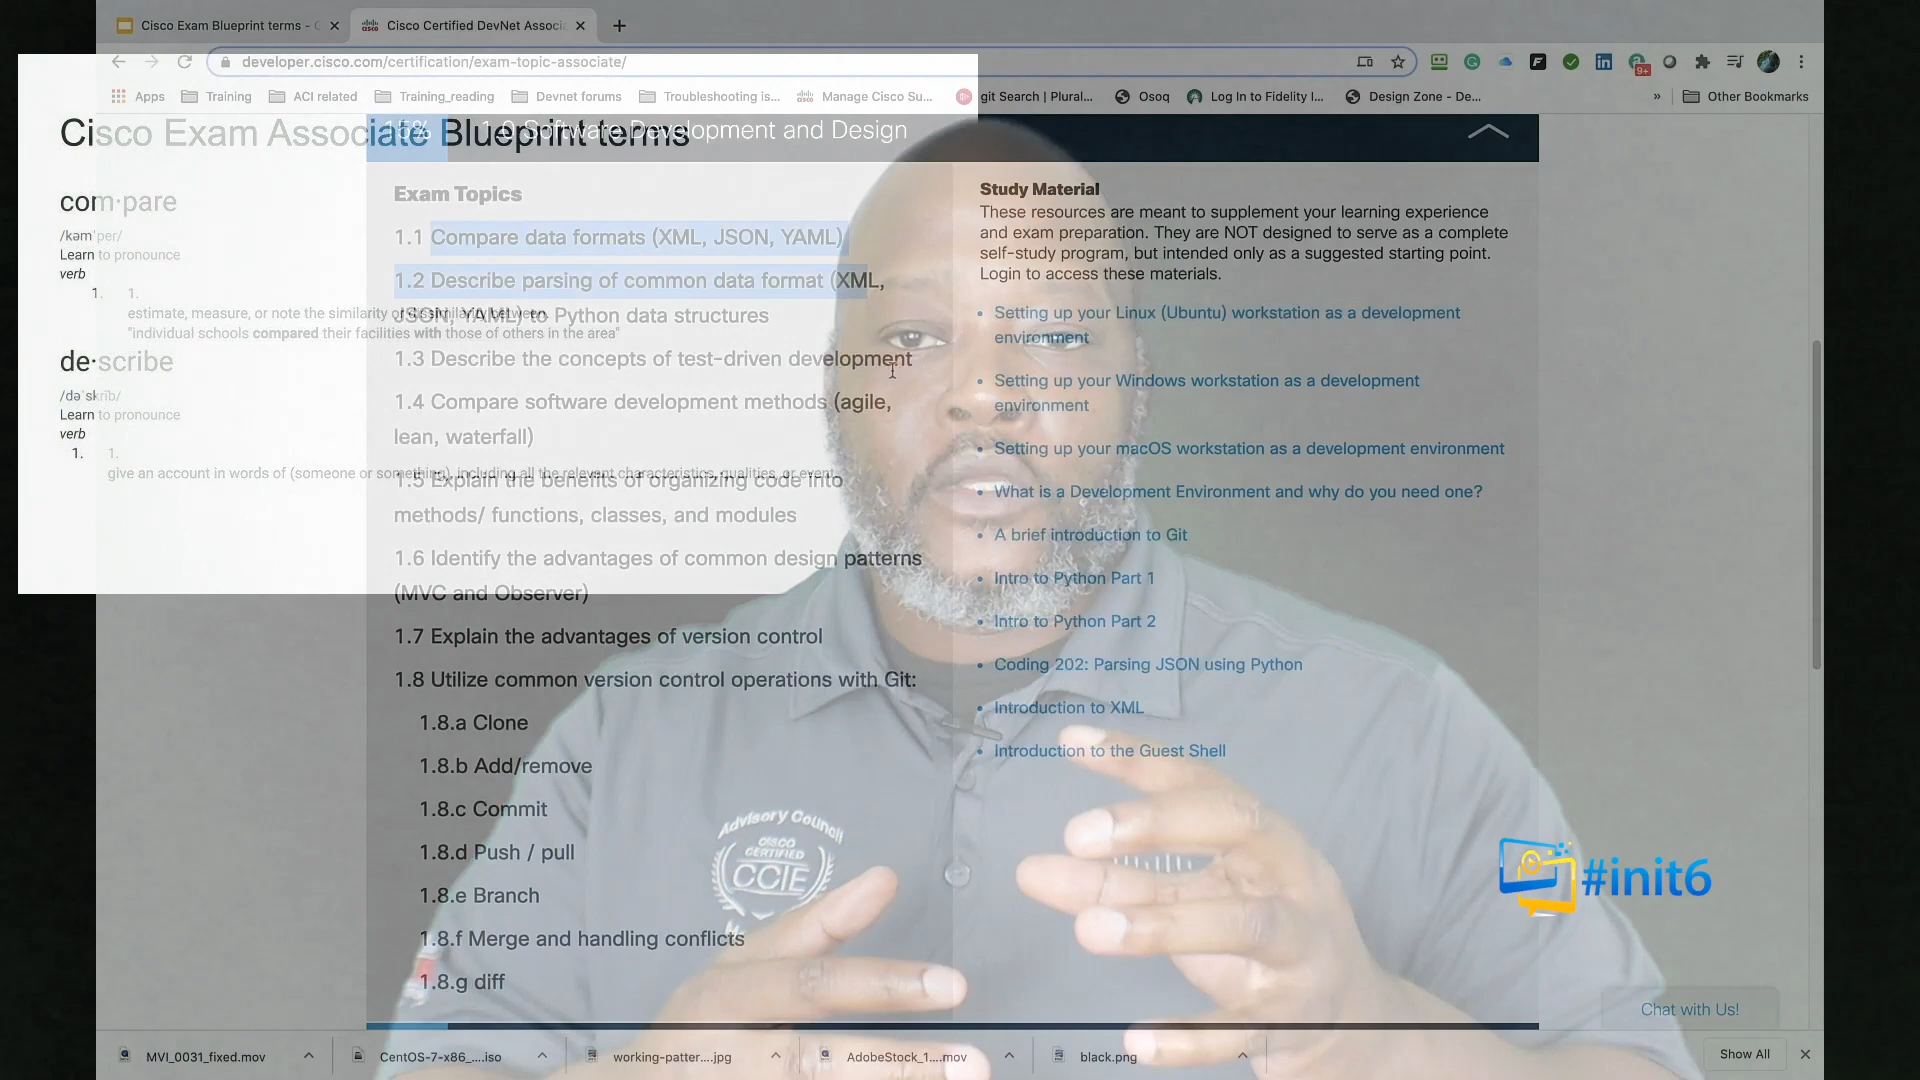 Cisco Exam Blueprint terms - G
Cisco Certified DevNet Associ
developer.cisco.com/certification/exam-topic-associate/
9+
Apps
Training
ACI related
Training_reading
Devnet forums
Troubleshooting is...
Manage Cisco Su...
git Search | Plural...
Osoq
Log In to Fidelity I...
Design Zone - De...
»
Other Bookmarks
Cisco Exam Associate Blueprint terms
com·pare
/kəmˈper/
Learn to pronounce
verb
1. 1.
estimate, measure, or note the similarity or dissimilarity between.
"individual schools compared their facilities with those of others in the area"
de·scribe
/dəˈskrīb/
Learn to pronounce
verb
1. 1.
give an account in words of (someone or something), including all the relevant characteristics, qualities, or event
15% 1.0 Software Development and Design
Exam Topics
1.1 Compare data formats (XML, JSON, YAML)
1.2 Describe parsing of common data format (XML,
JSON, YAML) to Python data structures
1.3 Describe the concepts of test-driven development
1.4 Compare software development methods (agile,
lean, waterfall)
1.5 Explain the benefits of organizing code into
methods/ functions, classes, and modules
1.6 Identify the advantages of common design patterns
(MVC and Observer)
1.7 Explain the advantages of version control
1.8 Utilize common version control operations with Git:
1.8.a Clone
1.8.b Add/remove
1.8.c Commit
1.8.d Push / pull
1.8.e Branch
1.8.f Merge and handling conflicts
1.8.g diff
Study Material
These resources are meant to supplement your learning experience
and exam preparation. They are NOT designed to serve as a complete
self-study program, but intended only as a suggested starting point.
Login to access these materials.
Setting up your Linux (Ubuntu) workstation as a development
environment
Setting up your Windows workstation as a development
environment
Setting up your macOS workstation as a development environment
What is a Development Environment and why do you need one?
A brief introduction to Git
Intro to Python Part 1
Intro to Python Part 2
Coding 202: Parsing JSON using Python
Introduction to XML
Introduction to the Guest Shell
Advisory Council
CISCO
CERTIFIED
CCIE
#init6
Chat with Us!
MVI_0031_fixed.mov
CentOS-7-x86_....iso
working-patter....jpg
AdobeStock_1....mov
black.png
Show All